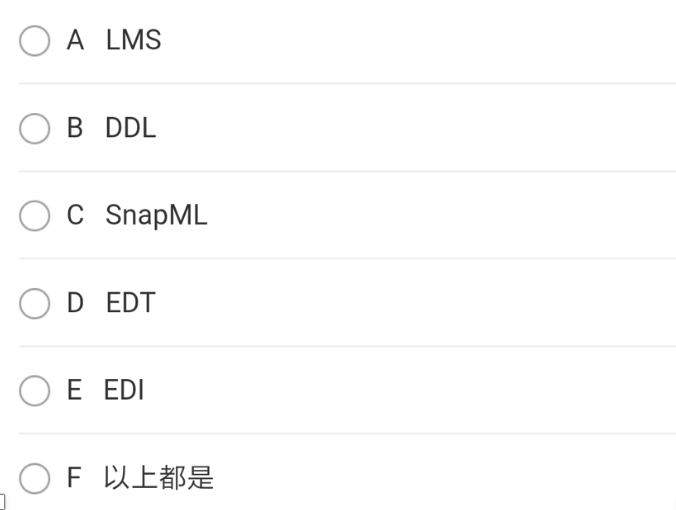 A LMS
B DDL
C SnapML
D EDT
E EDI
F 以上都是